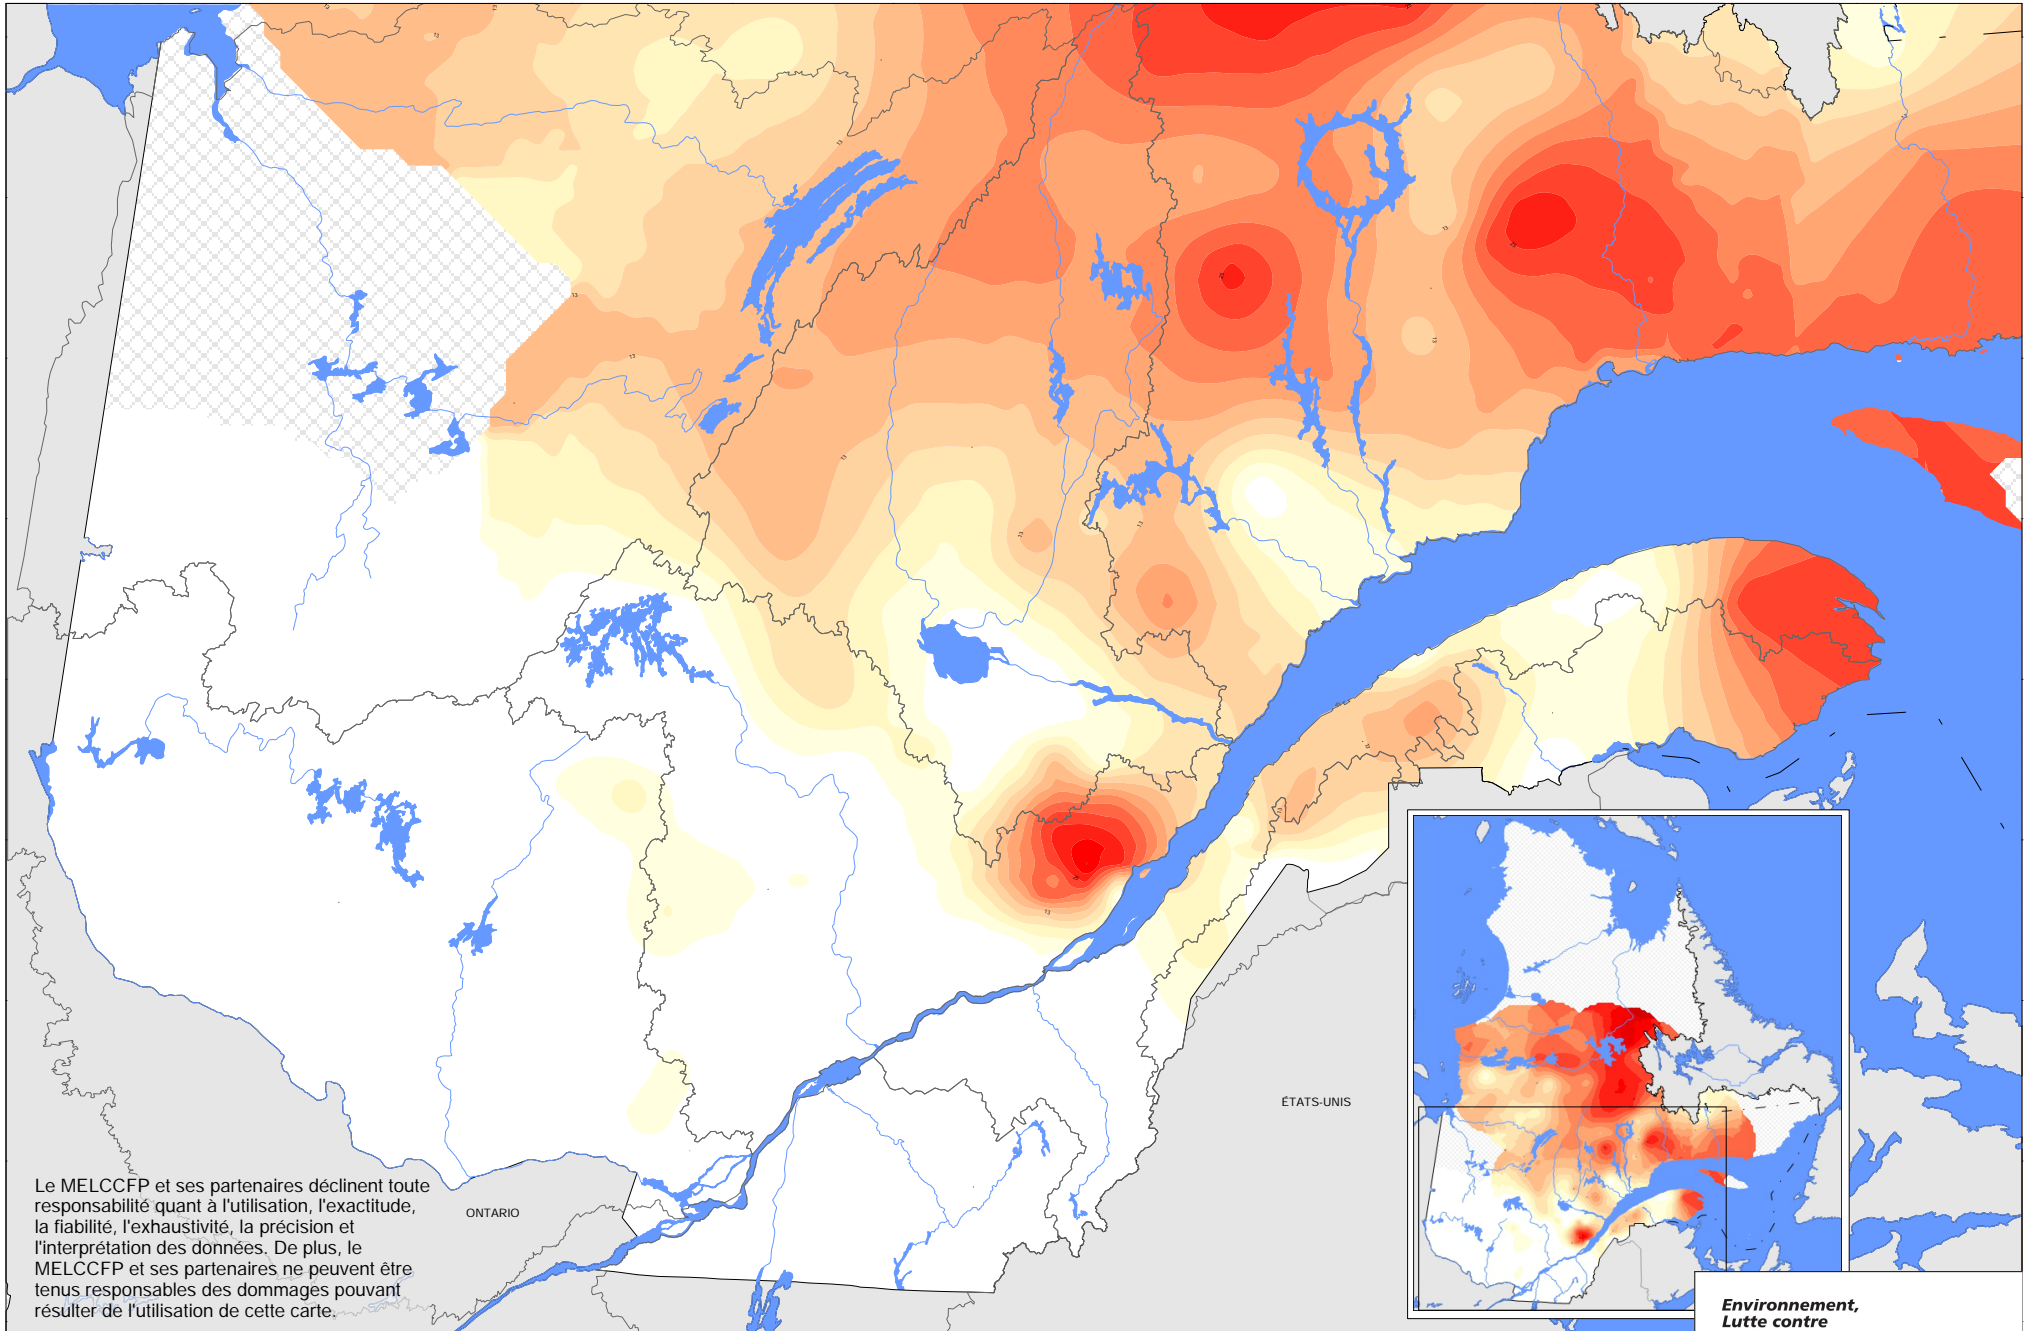 ÉTATS-UNIS
Le MELCCFP et ses partenaires déclinent toute
responsabilité quant à l'utilisation, l'exactitude,
la fiabilité, l'exhaustivité, la précision et
l'interprétation des données. De plus, le
MELCCFP et ses partenaires ne peuvent être
tenus responsables des dommages pouvant
résulter de l'utilisation de cette carte.
ONTARIO
Environnement,
Lutte contre